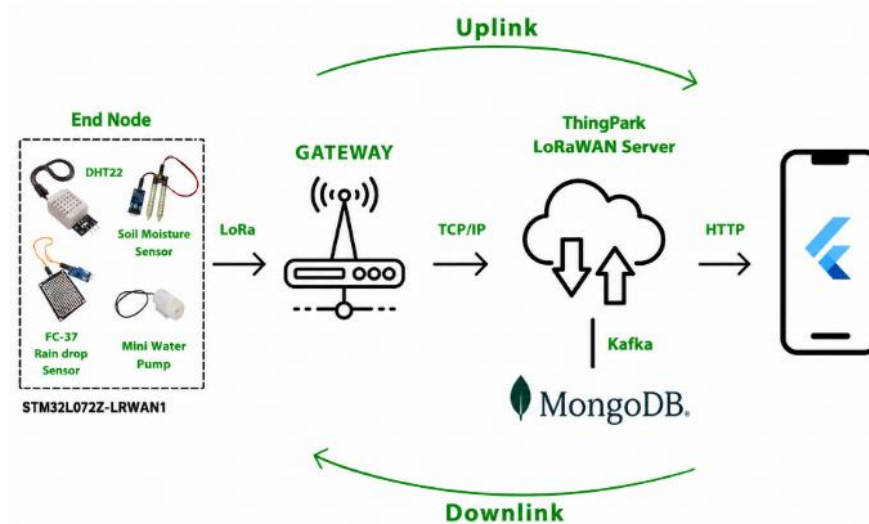 Uplink
End Node
DHT22
Soil Moisture
Sensor
FC-37
Rain drop
Sensor
Mini Water
Pump
STM32L072Z-LRWAN1
LoRa
GATEWAY
TCP/IP
ThingPark
LoRaWAN Server
HTTP
Kafka
MongoDB®
Downlink